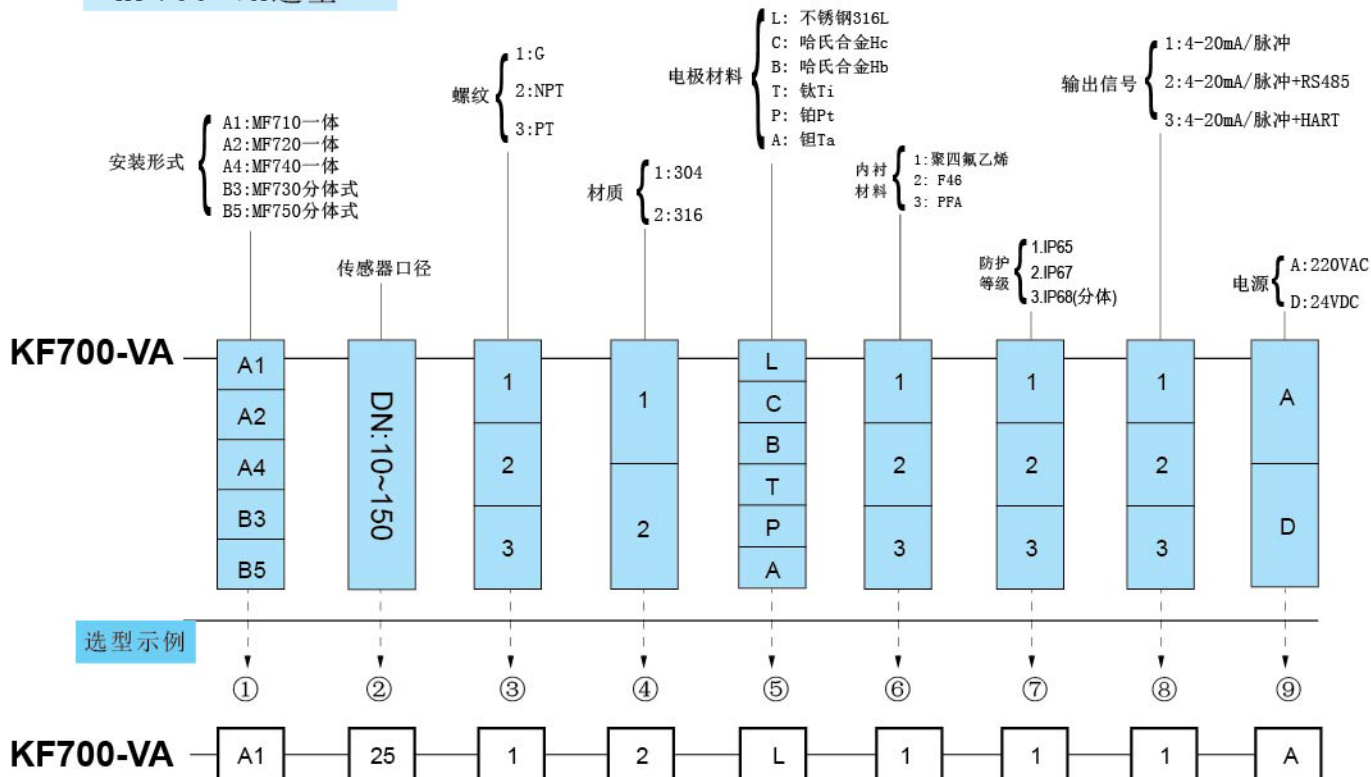 安装形式
A1:MF710一体
A2:MF720一体
A4:MF740一体
B3:MF730分体式
B5:MF750分体式
传感器口径
螺纹
1:G
2:NPT
3:PT
材质
1:304
2:316
电极材料
L: 不锈钢316L
C: 哈氏合金Hc
B: 哈氏合金Hb
T: 钛Ti
P: 铂Pt
A: 钽Ta
内衬
材料
1:聚四氟乙烯
2: F46
3: PFA
防护
等级
1.IP65
2.IP67
3.IP68(分体)
输出信号
1:4-20mA/脉冲
2:4-20mA/脉冲+RS485
3:4-20mA/脉冲+HART
电源
A:220VAC
D:24VDC
KF700-VA
A1
A2
A4
B3
B5
DN:10~150
1
2
3
1
2
L
C
B
T
P
A
1
2
3
1
2
3
1
2
3
A
D
选型示例
① ② ③ ④ ⑤ ⑥ ⑦ ⑧ ⑨
KF700-VA A1 25 1 2 L 1 1 1 A